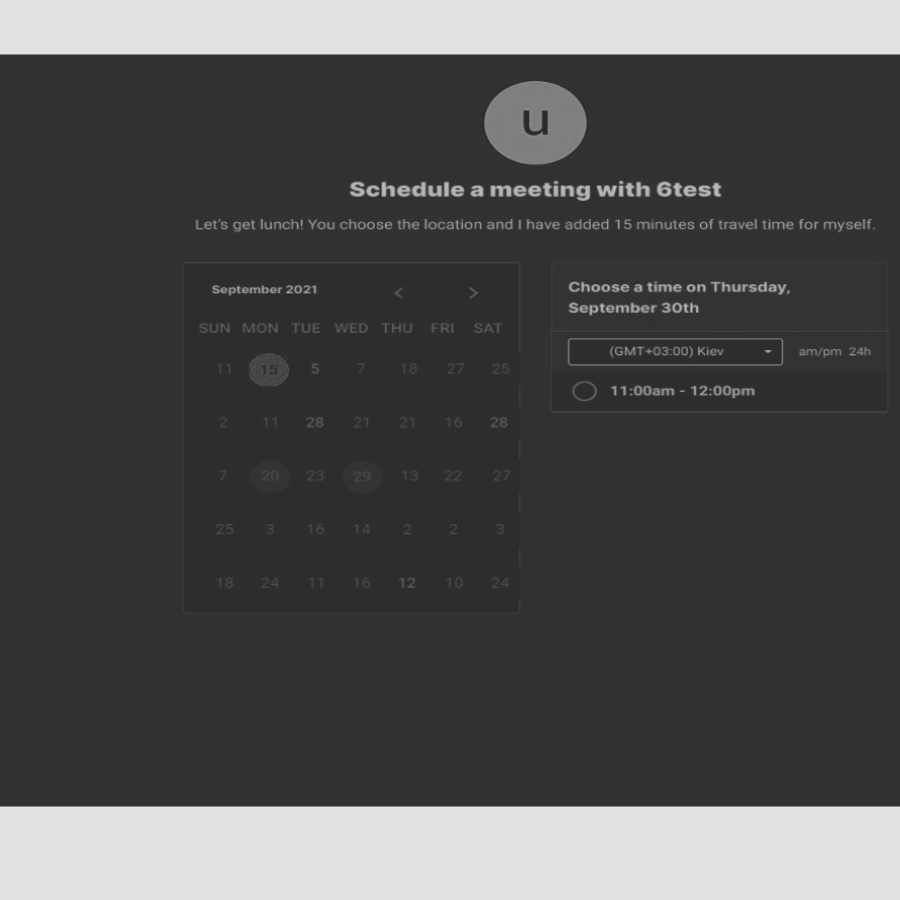 u
Schedule a meeting with 6test
Let's get lunch! You choose the location and I have added 15 minutes of travel time for myself.
September 2021 < >
SUN MON TUE WED THU FRI SAT
11 15 5 7 18 27 25
2 11 28 21 21 16 28
7 20 23 29 13 22 27
25 3 16 14 2 2 3
18 24 11 16 12 10 24
Choose a time on Thursday,
September 30th
(GMT+03:00) Kiev am/pm 24h
11:00am - 12:00pm